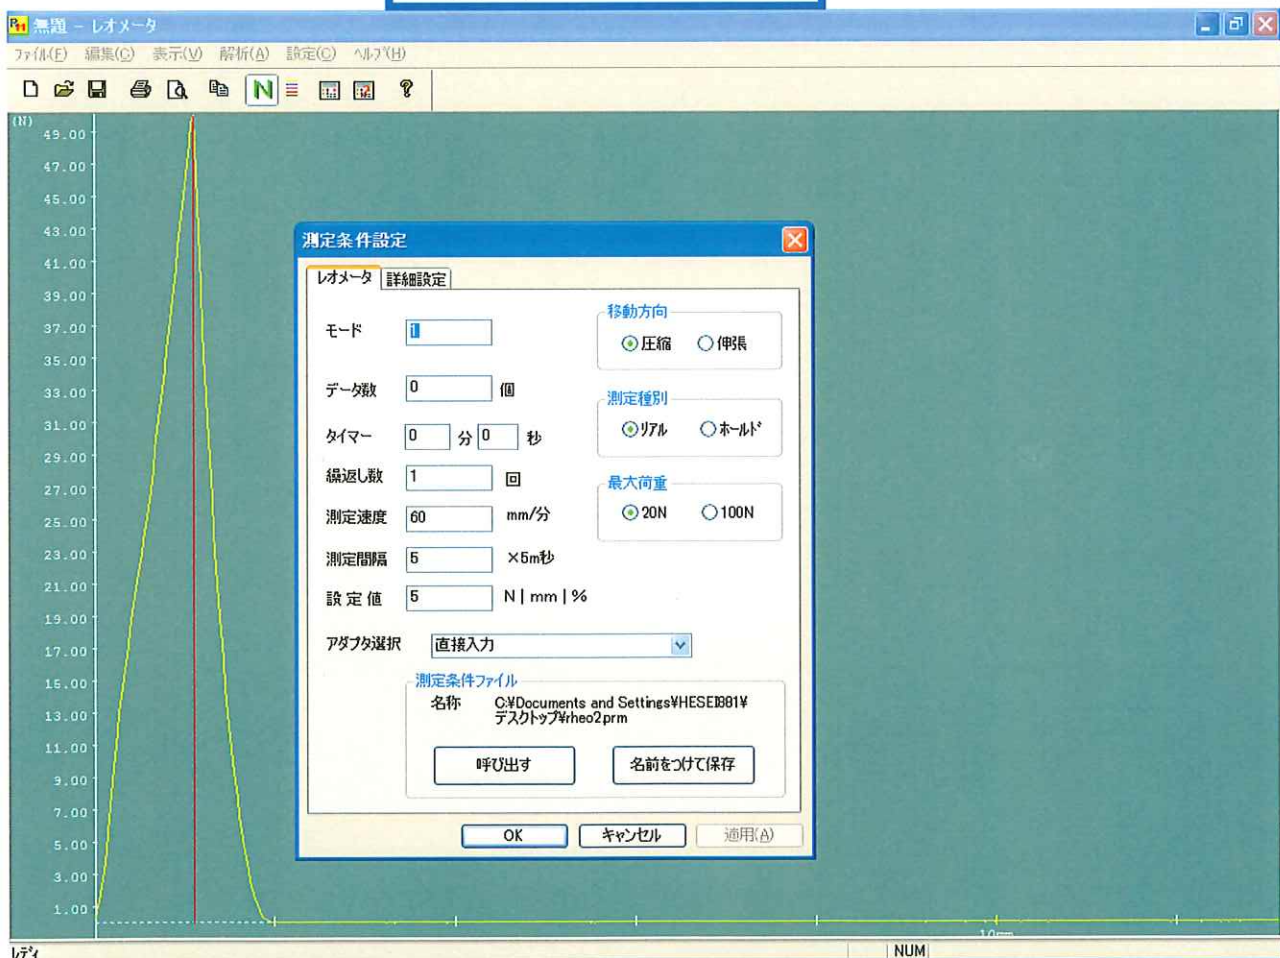 無題 - レオメータ
ファイル(F) 編集(C) 表示(V) 解析(A) 設定(C) ヘルプ(H)
(N)
49.00
47.00
45.00
43.00
41.00
39.00
37.00
35.00
33.00
31.00
29.00
27.00
25.00
23.00
21.00
19.00
17.00
15.00
13.00
11.00
9.00
7.00
5.00
3.00
1.00
10mm
測定条件設定
レオメータ 詳細設定
モード 1
データ数 0 個
タイマー 0 分 0 秒
繰返し数 1 回
測定速度 60 mm/分
測定間隔 5 ×5m秒
設定値 5 N | mm | %
移動方向
圧縮 伸張
測定種別
リアル ホールド
最大荷重
20N 100N
アダプタ選択 直接入力
測定条件ファイル
名称 C:¥Documents and Settings¥HESEI881¥
デスクトップ¥rheo2.prm
呼び出す 名前をつけて保存
OK キャンセル 適用(A)
レディ NUM